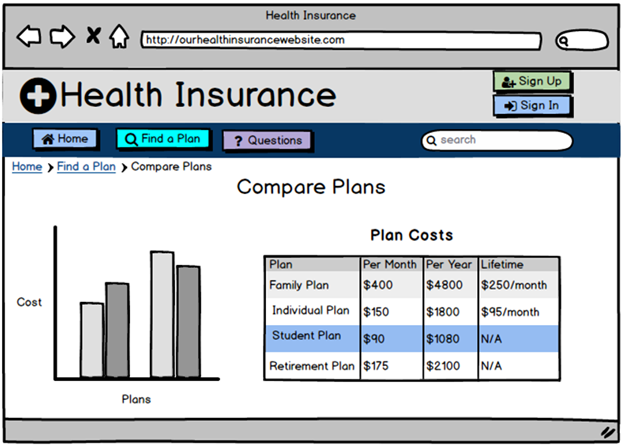 Health Insurance
http://ourhealthinsurancewebsite.com
Health Insurance
Sign Up
Sign In
Home
Find a Plan
? Questions
search
Home > Find a Plan > Compare Plans
Compare Plans
Cost
Plans
Plan Costs
Plan Per Month Per Year Lifetime
Family Plan $400 $4800 $250/month
Individual Plan $150 $1800 $95/month
Student Plan $90 $1080 N/A
Retirement Plan $175 $2100 N/A